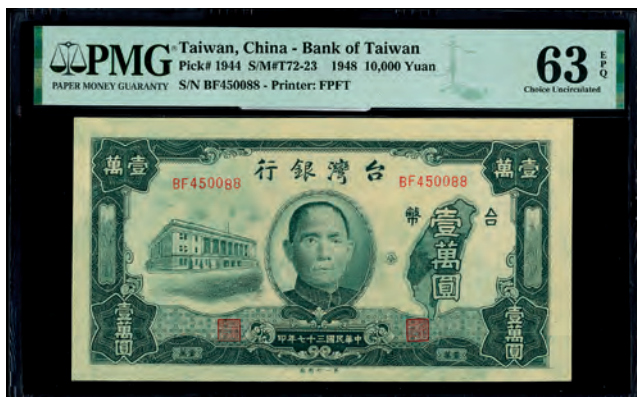 PMG
PAPER MONEY GUARANTY
Taiwan, China - Bank of Taiwan
Pick# 1944 S/M#T72-23 1948 10,000 Yuan
S/N BF450088 - Printer: FPFT
63 EPQ
Choice Uncirculated
萬壹
行銀灣台
萬壹
BF450088
BF450088
幣 台
壹萬圓
壹萬圓
壹萬圓
印年七十三國民華中